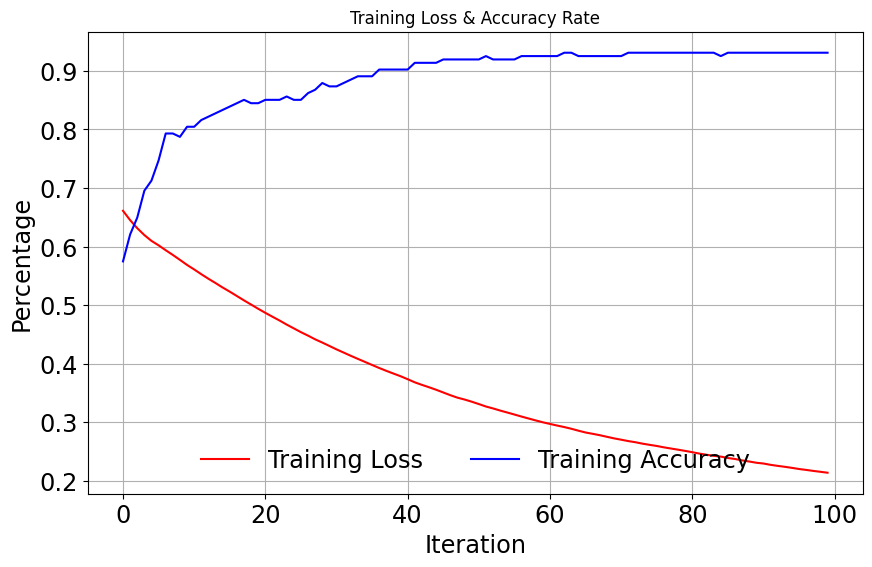 Training Loss & Accuracy Rate
Percentage
0.9
0.8
0.7
0.6
0.5
0.4
0.3
0.2
Training Loss
Training Accuracy
0 20 40 60 80 100
Iteration